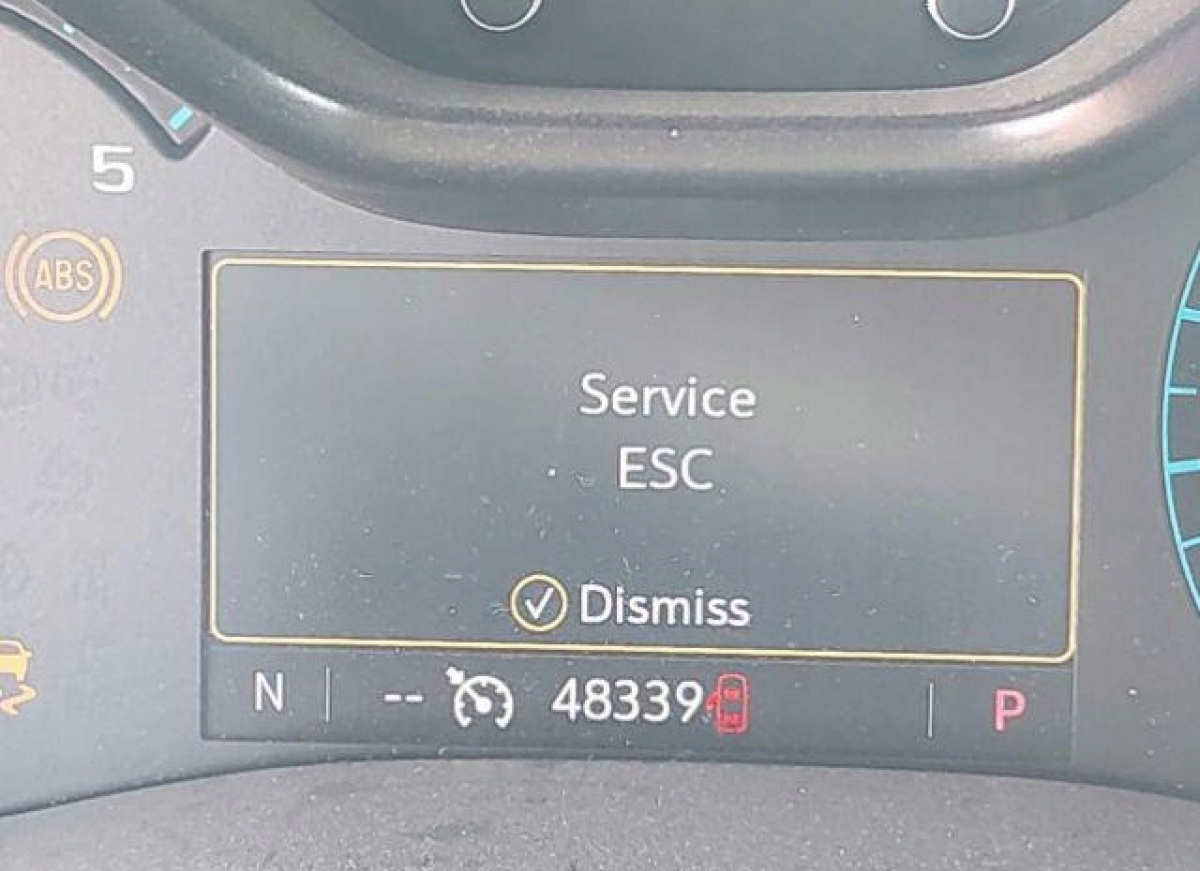 5
ABS
Service
ESC
Dismiss
N -- 48339 P